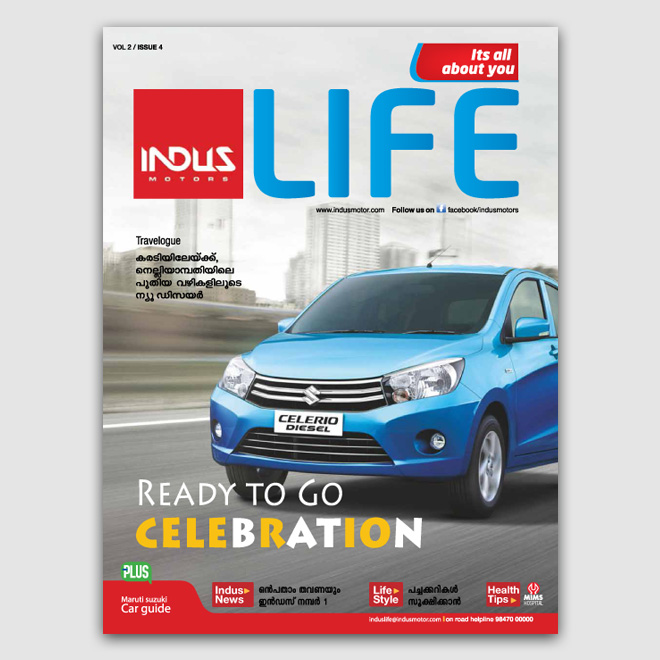 VOL 2 / ISSUE 4
Its all
about you
INDUS
MOTORS
LIFE
www.indusmotor.com Follow us on f facebook/indusmotors
Travelogue
കരടിയിലേയ്ക്ക്,
നെല്ലിയാമ്പതിയിലെ
പുതിയ വഴികളിലൂടെ
ന്യൂ ഡിസയർ
CELERIO
DIESEL
READY TO GO
CELEBRATION
PLUS
Maruti suzuki
Car guide
Indus
News
ഒൻപതാം തവണയും
ഇൻഡസ് നമ്പർ 1
Life
Style
പച്ചക്കറികൾ
സൂക്ഷിക്കാൻ
Health
Tips
MIMS
HOSPITAL
induslife@indusmotor.com | on road helpline 98470 00000